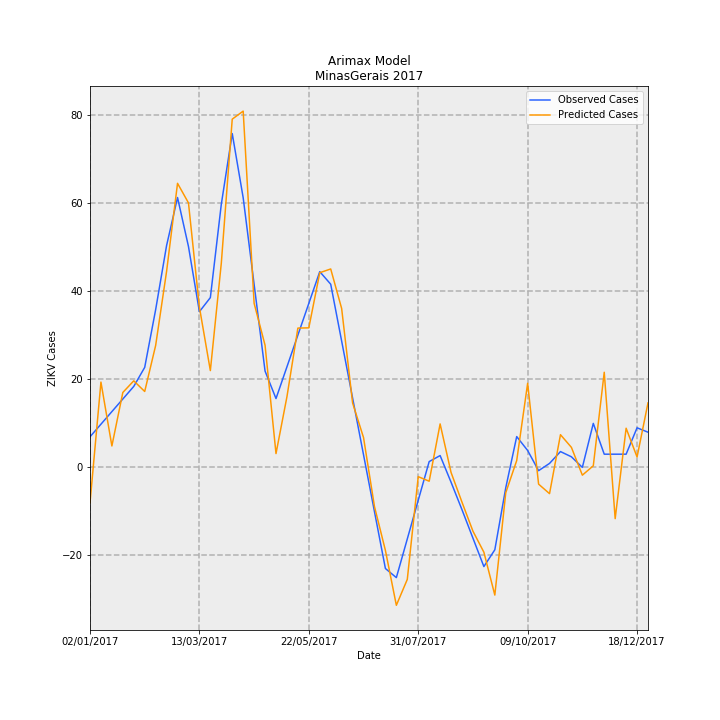 Arimax Model
MinasGerais 2017
Observed Cases
Predicted Cases
80
60
40
20
0
−20
ZIKV Cases
02/01/2017
13/03/2017
22/05/2017
31/07/2017
09/10/2017
18/12/2017
Date